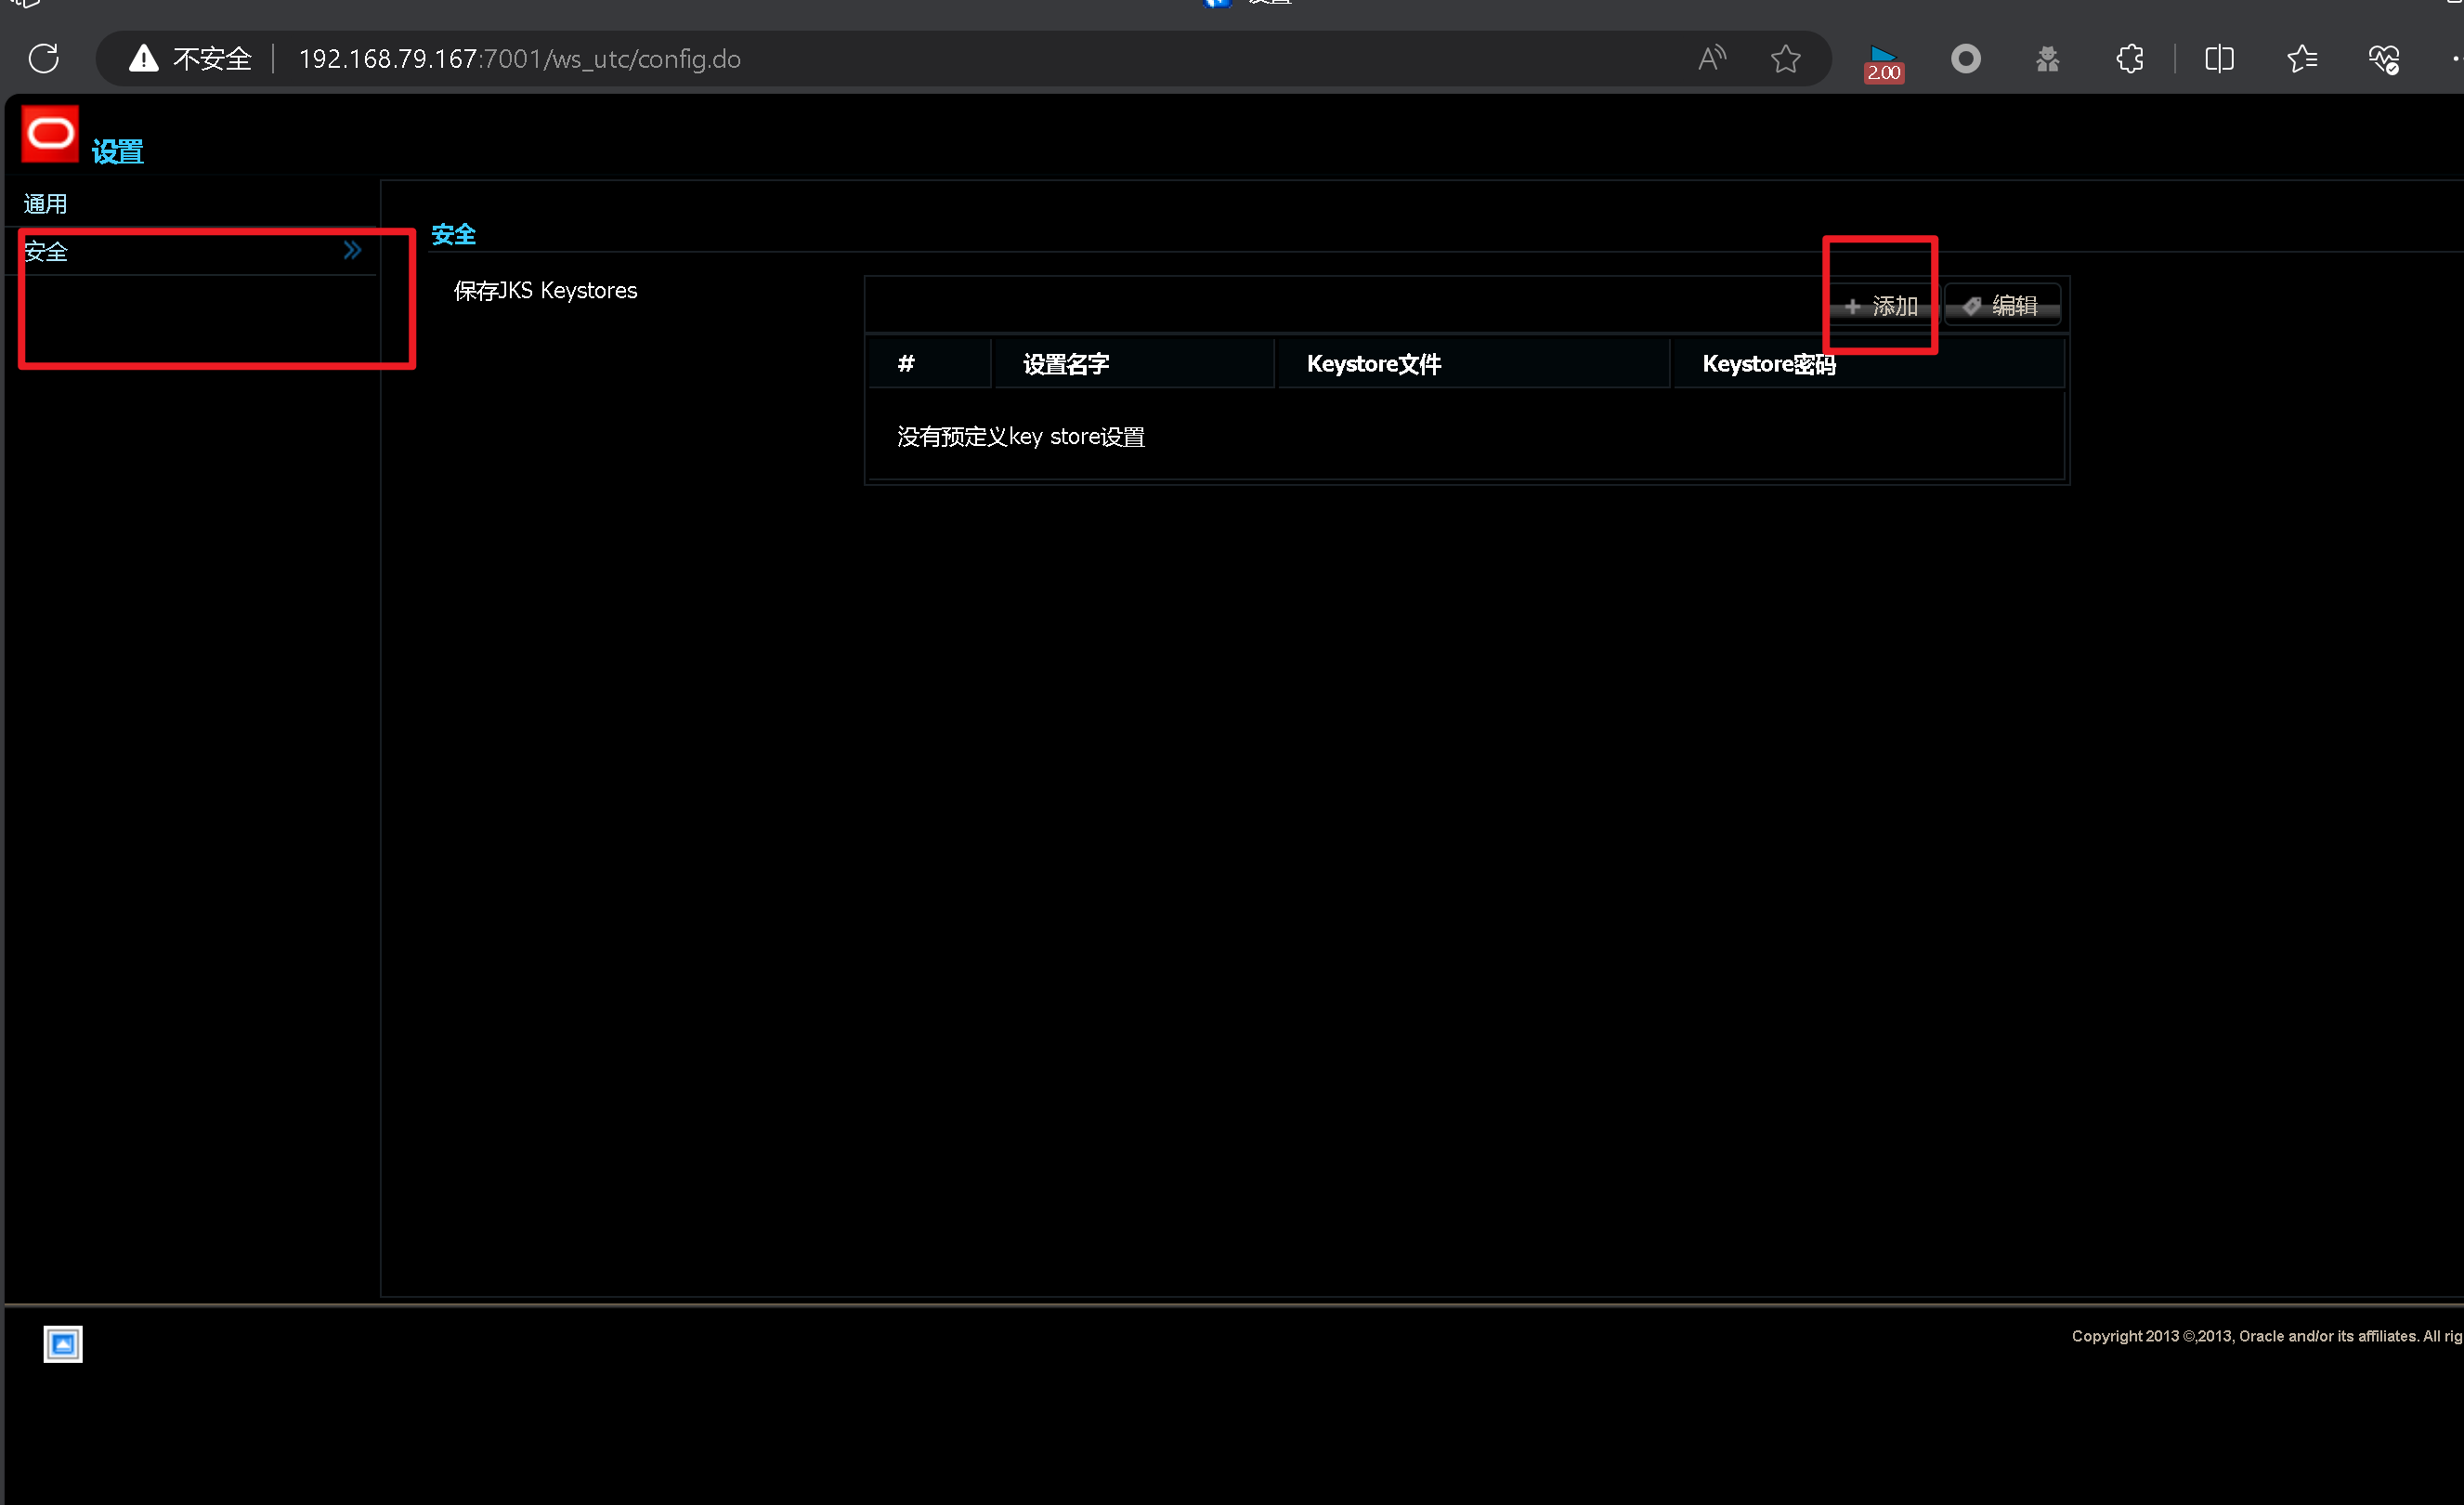 不安全 192.168.79.167:7001/ws_utc/config.do
2.00
设置
通用
安全
安全
保存JKS Keystores
添加 编辑
# 设置名字 Keystore文件 Keystore密码
没有预定义key store设置
Copyright 2013 ©,2013, Oracle and/or its affiliates. All rig